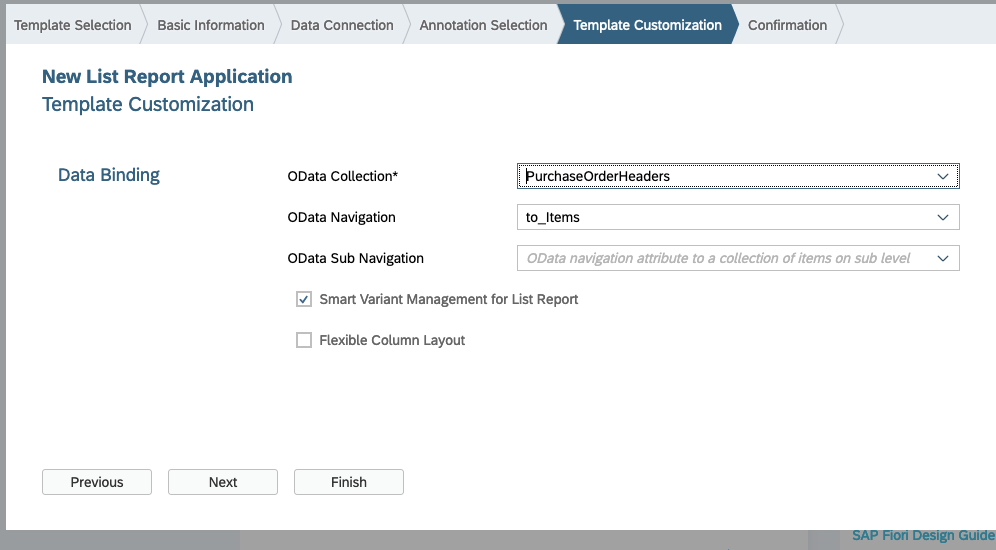 Template Selection Basic Information Data Connection Annotation Selection Template Customization Confirmation
New List Report Application
Template Customization
Data Binding
OData Collection* PurchaseOrderHeaders
OData Navigation to_Items
OData Sub Navigation OData navigation attribute to a collection of items on sub level
Smart Variant Management for List Report
Flexible Column Layout
Previous Next Finish
SAP Fiori Design Guide